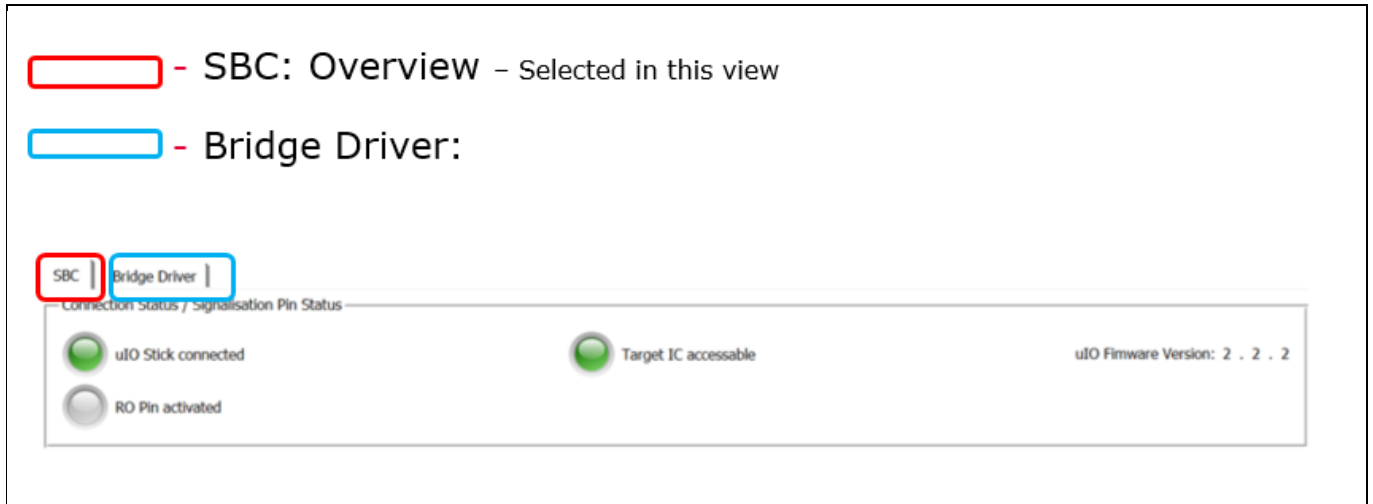 - SBC: Overview – Selected in this view
- Bridge Driver:
SBC Bridge Driver
Connection Status / Signalisation Pin Status
uIO Stick connected Target IC accessable uIO Fimware Version: 2 . 2 . 2
RO Pin activated